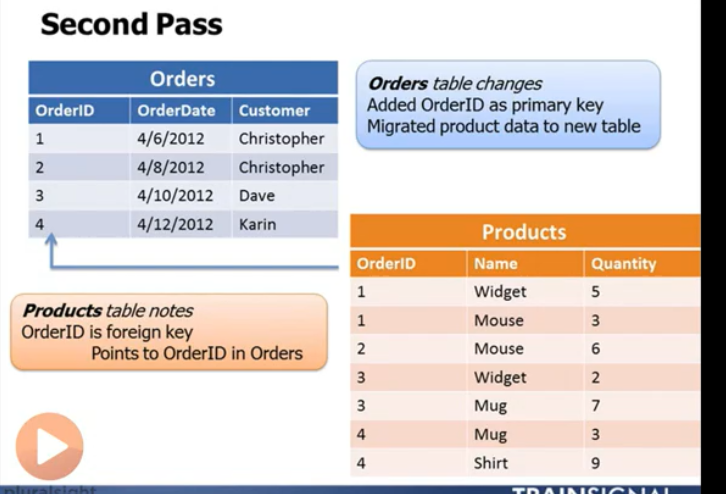 Second Pass
Orders
OrderID OrderDate Customer
1 4/6/2012 Christopher
2 4/8/2012 Christopher
3 4/10/2012 Dave
4 4/12/2012 Karin
Orders table changes
Added OrderID as primary key
Migrated product data to new table
Products table notes
OrderID is foreign key
Points to OrderID in Orders
Products
OrderID Name Quantity
1 Widget 5
1 Mouse 3
2 Mouse 6
3 Widget 2
3 Mug 7
4 Mug 3
4 Shirt 9
pluralsight
TRAINSIGNAL